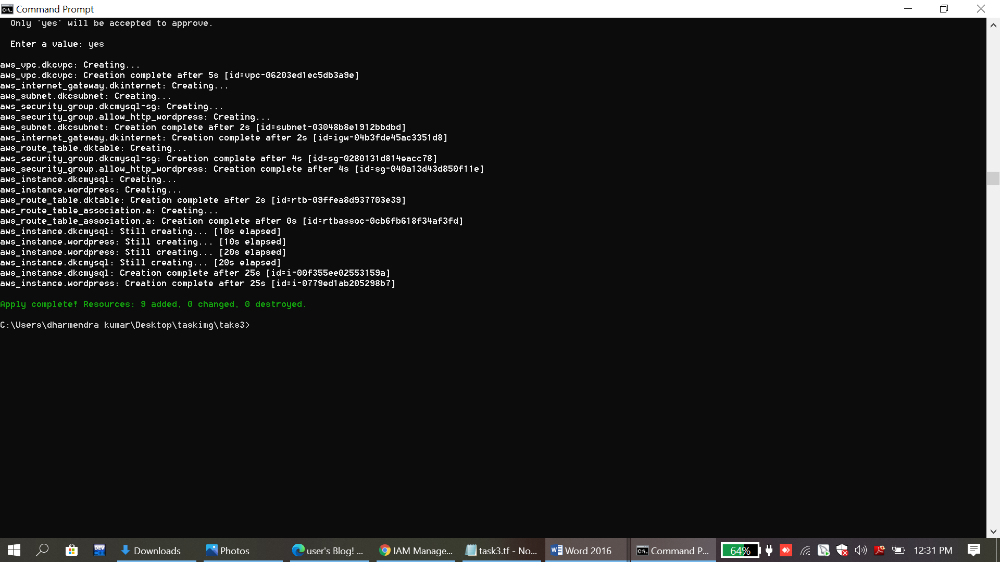 Command Prompt
Only 'yes' will be accepted to approve.
Enter a value: yes
aws_vpc.dkcvpc: Creating...
aws_vpc.dkcvpc: Creation complete after 5s [id=vpc-06203ed1ec5db3a9e]
aws_internet_gateway.dkinternet: Creating...
aws_subnet.dkcsubnet: Creating...
aws_security_group.dkcmysql-sg: Creating...
aws_security_group.allow_http_wordpress: Creating...
aws_subnet.dkcsubnet: Creation complete after 2s [id=subnet-03048b8e1912bbdbd]
aws_internet_gateway.dkinternet: Creation complete after 2s [id=igw-04b3fde45ac3351d8]
aws_route_table.dktable: Creating...
aws_security_group.dkcmysql-sg: Creation complete after 4s [id=sg-0280131d814eacc78]
aws_security_group.allow_http_wordpress: Creation complete after 4s [id=sg-040a13d43d850f11e]
aws_instance.dkcmysql: Creating...
aws_instance.wordpress: Creating...
aws_route_table.dktable: Creation complete after 2s [id=rtb-09ffea8d937703e39]
aws_route_table_association.a: Creating...
aws_route_table_association.a: Creation complete after 0s [id=rtbassoc-0cb6fb618f34af3fd]
aws_instance.dkcmysql: Still creating... [10s elapsed]
aws_instance.wordpress: Still creating... [10s elapsed]
aws_instance.wordpress: Still creating... [20s elapsed]
aws_instance.dkcmysql: Still creating... [20s elapsed]
aws_instance.dkcmysql: Creation complete after 25s [id=i-00f355ee02553159a]
aws_instance.wordpress: Creation complete after 25s [id=i-0779ed1ab205298b7]
Apply complete! Resources: 9 added, 0 changed, 0 destroyed.
C:\Users\dharmendra kumar\Desktop\taskimg\taks3>
DEV Downloads Photos user's Blog! ... IAM Manage... task3.tf - No... Word 2016 Command P... 64% 12:31 PM